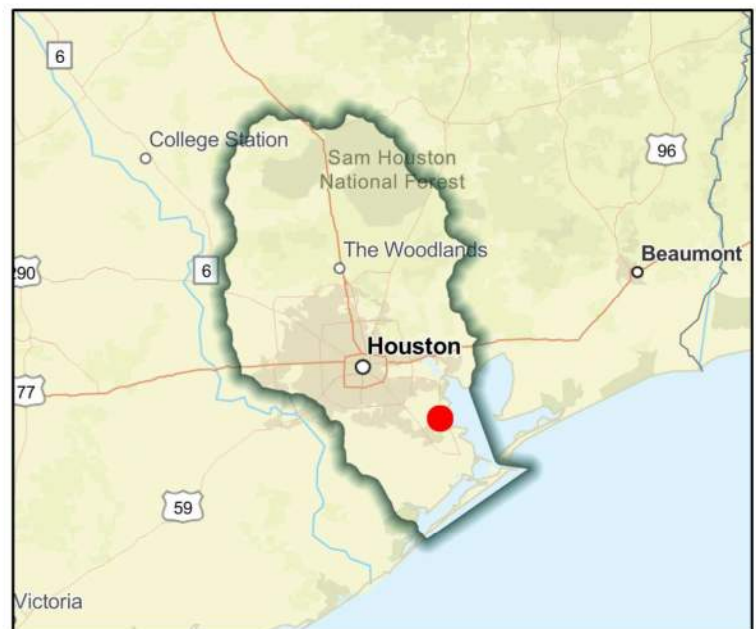 6
College Station
Sam Houston
National Forest
96
The Woodlands
Beaumont
290
6
Houston
77
59
Victoria